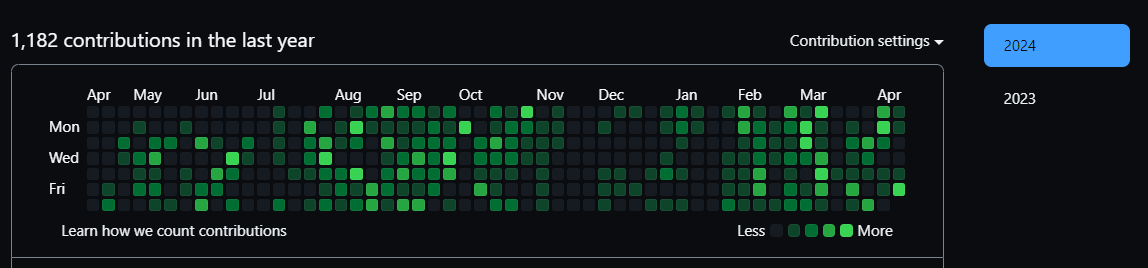 1,182 contributions in the last year
Contribution settings
2024
2023
Apr May Jun Jul Aug Sep Oct Nov Dec Jan Feb Mar Apr
Mon
Wed
Fri
Learn how we count contributions
Less More